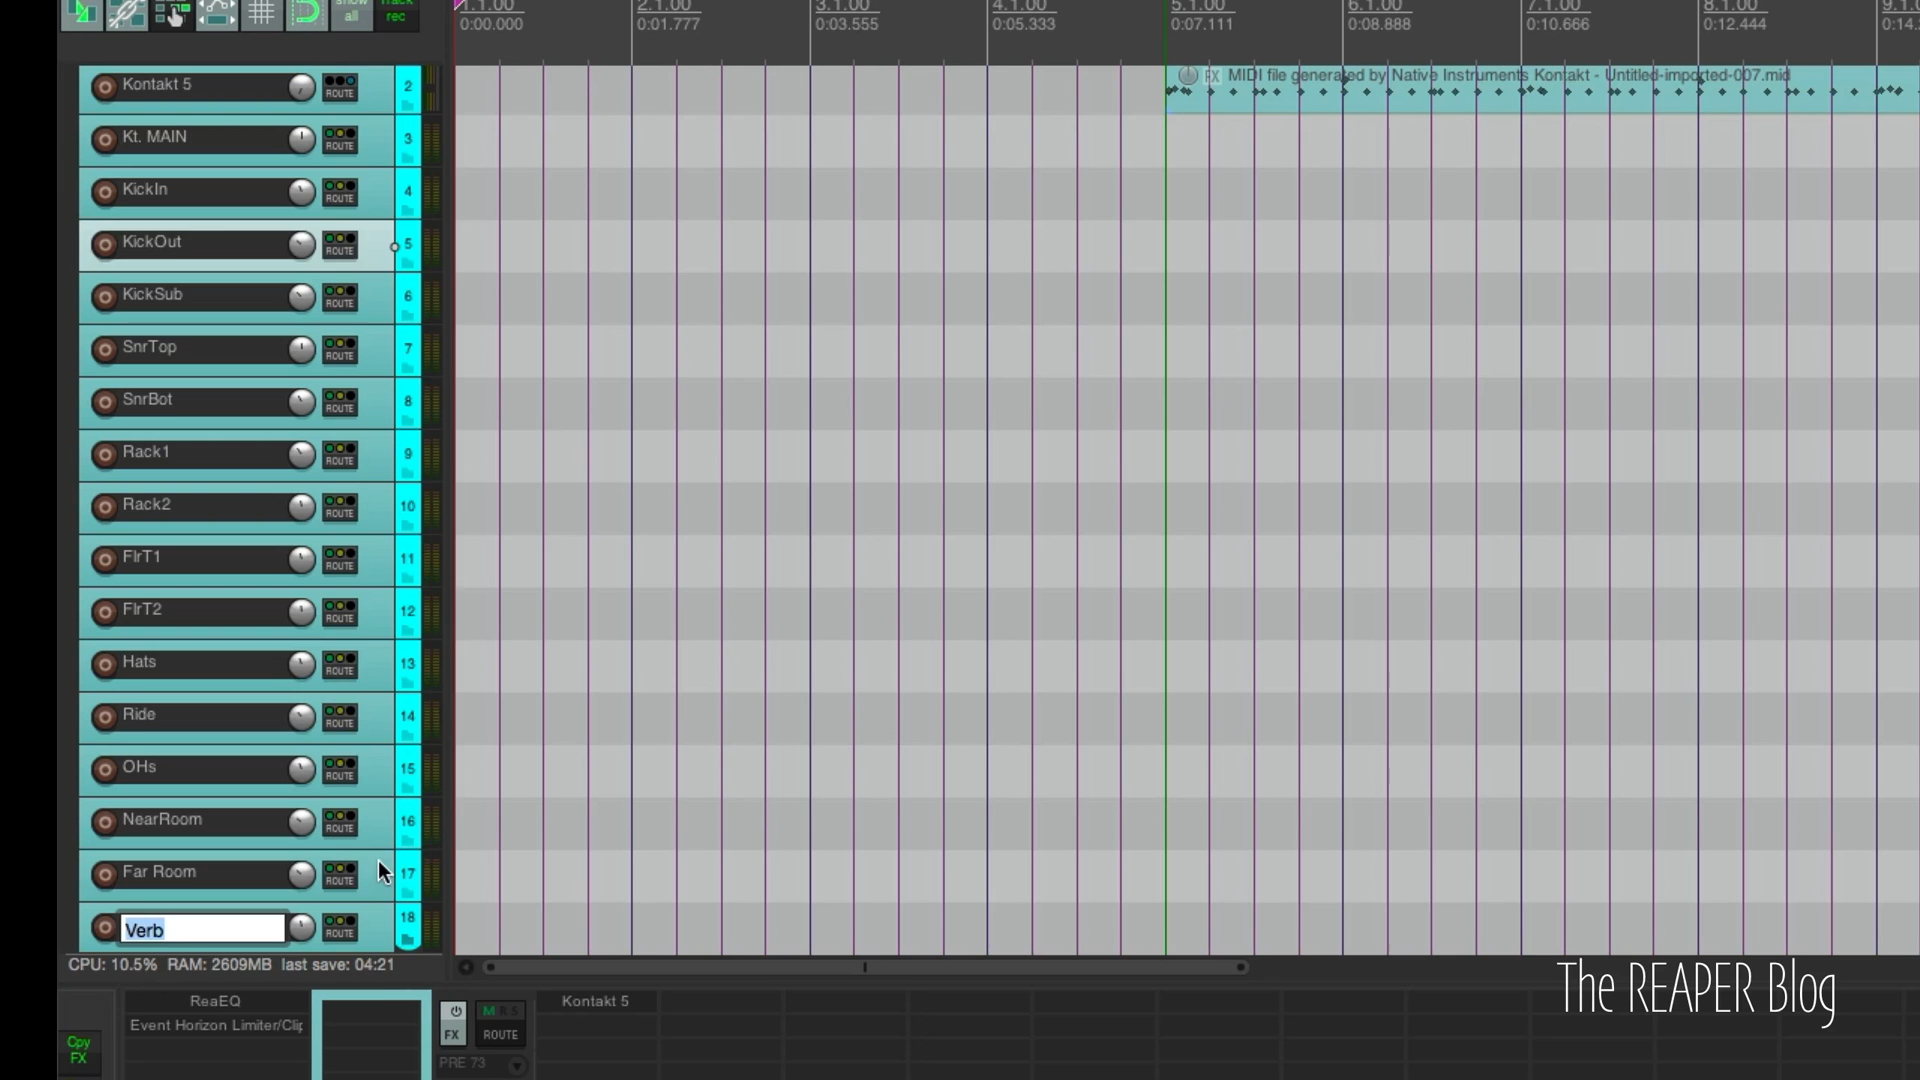 show
all
Track
rec
1.1.00
0:00.000
2.1.00
0:01.777
3.1.00
0:03.555
4.1.00
0:05.333
5.1.00
0:07.111
6.1.00
0:08.888
7.1.00
0:10.666
8.1.00
0:12.444
9.1.0
0:14.
Kontakt 5
ROUTE
2
FX MIDI file generated by Native Instruments Kontakt - Untitled-imported-007.mid
Kt. MAIN
ROUTE
3
KickIn
ROUTE
4
KickOut
ROUTE
5
KickSub
ROUTE
6
SnrTop
ROUTE
7
SnrBot
ROUTE
8
Rack1
ROUTE
9
Rack2
ROUTE
10
FlrT1
ROUTE
11
FlrT2
ROUTE
12
Hats
ROUTE
13
Ride
ROUTE
14
OHs
ROUTE
15
NearRoom
ROUTE
16
Far Room
ROUTE
17
Verb
ROUTE
18
CPU: 10.5% RAM: 2609MB last save: 04:21
The REAPER Blog
Cpy
FX
ReaEQ
Event Horizon Limiter/Clip
FX
M R S
ROUTE
PRE 73
Kontakt 5